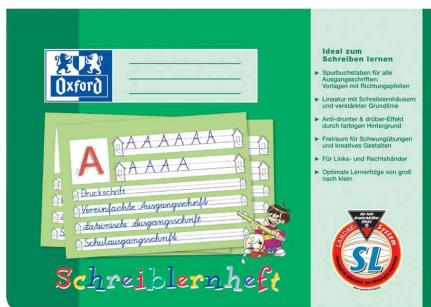 Oxford
A
A A A A A A
A A A A
Druckschrift
Vereinfachte Ausgangsschrift
Lateinische Ausgangsschrift
Schulausgangsschrift
Schreiblernheft
Ideal zum
Schreiben lernen
► Spurbuchstaben für alle
Ausgangsschriften:
Vorlagen mit Richtungspfeilen
► Lineatur mit Schreiblernhäusern
und verstärkter Grundlinie
► Anti-drunter & drüber-Effekt
durch farbigen Hintergrund
► Freiraum für Schwungübungen
und kreatives Gestalten
► Für Links- und Rechtshänder
► Optimale Lernerfolge von groß
nach klein
LANDRÉ
System
SL